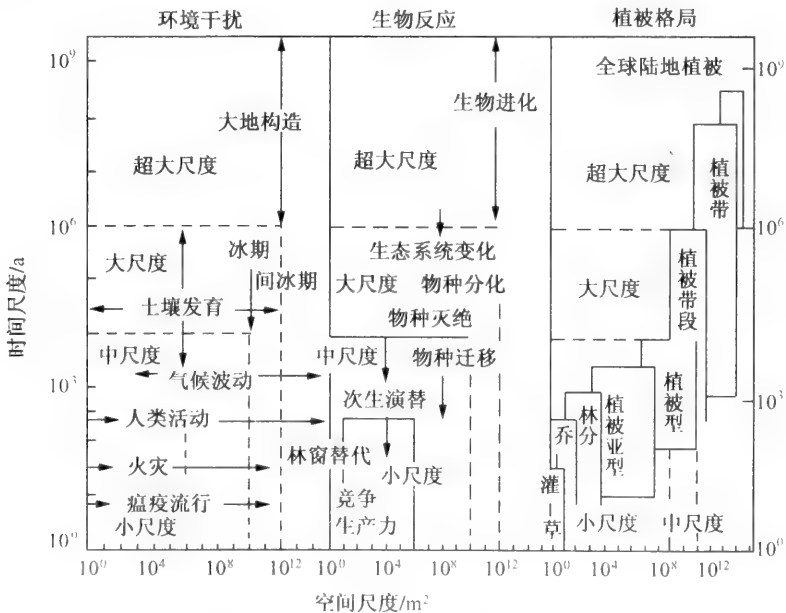 环境干扰
生物反应
植被格局
10⁹
10⁶
10³
10⁰
时间尺度/a
大地构造
超大尺度
冰期
大尺度
间冰期
土壤发育
中尺度
气候波动
人类活动
火灾
瘟疫流行
小尺度
生物进化
超大尺度
生态系统变化
大尺度
物种分化
物种灭绝
中尺度
物种迁移
次生演替
林窗替代
小尺度
竞争
生产力
全球陆地植被
超大尺度
植被带
大尺度
植被带段
植被型
植被亚型
林分
乔
灌
草
小尺度
中尺度
10⁹
10⁶
10³
10⁰
10⁰ 10⁴ 10⁸ 10¹²
10⁰ 10⁴ 10⁸ 10¹²
10⁰ 10⁴ 10⁸ 10¹²
空间尺度/m²